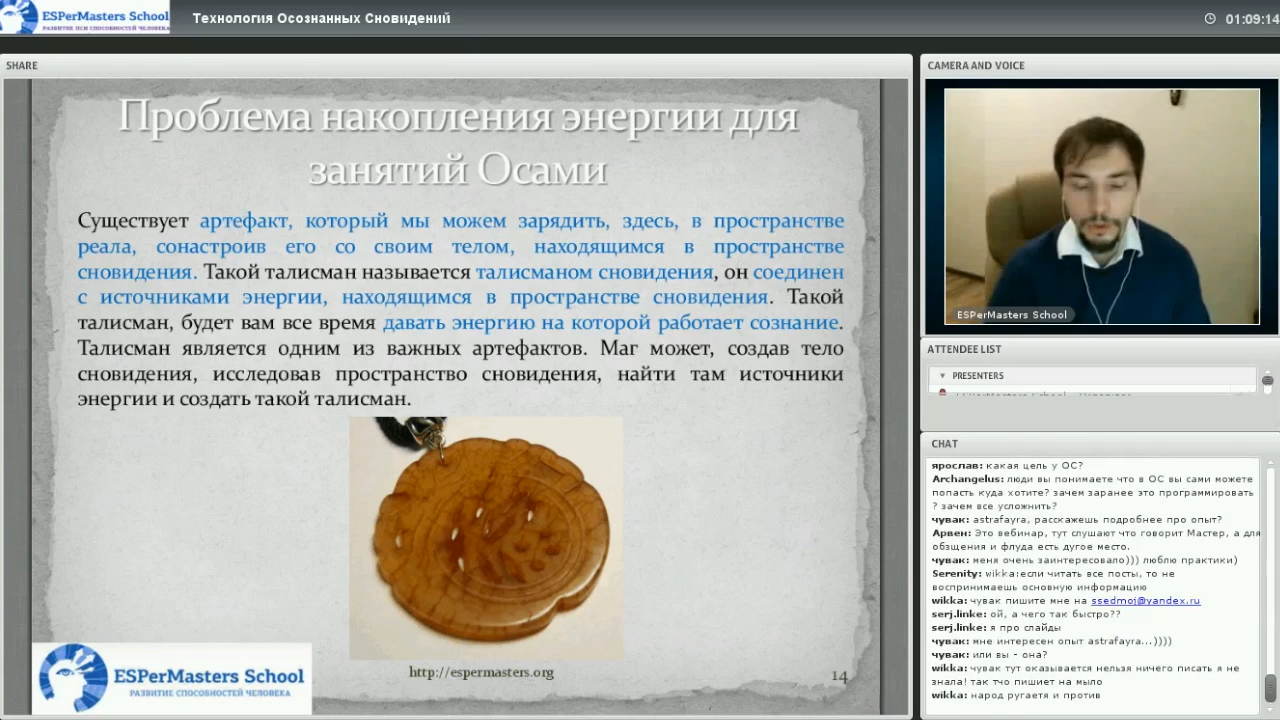 ESPerMasters School
РАЗВИТИЕ ПСИ СПОСОБНОСТЕЙ ЧЕЛОВЕКА
Технология Осознанных Сновидений
01:09:14
SHARE
Проблема накопления энергии для
занятий Осами
Существует артефакт, который мы можем зарядить, здесь, в пространстве
реала, сонастроив его со своим телом, находящимся в пространстве
сновидения. Такой талисман называется талисманом сновидения, он соединен
с источниками энергии, находящимся в пространстве сновидения. Такой
талисман, будет вам все время давать энергию на которой работает сознание.
Талисман является одним из важных артефактов. Маг может, создав тело
сновидения, исследовав пространство сновидения, найти там источники
энергии и создать такой талисман.
ESPerMasters School
РАЗВИТИЕ СПОСОБНОСТЕЙ ЧЕЛОВЕКА
http://espermasters.org
14
CAMERA AND VOICE
ESPerMasters School
ATTENDEE LIST
PRESENTERS
CHAT
ярослав: какая цель у ОС?
Archangelus: люди вы понимаете что в ОС вы сами можете
попасть куда хотите? зачем заранее это программировать
? зачем все усложнить?
чувак: astrafayra, расскажешь подробнее про опыт?
Арвен: Это вебинар, тут слушают что говорит Мастер, а для
обзщения и флуда есть дугое место.
чувак: меня очень заинтересовало))) люблю практики)
Serenity: wikka:если читать все посты, то не
воспринимаешь основную информацию
wikka: чувак пишите мне на ssedmoj@yandex.ru
serj.linke: ой, а чего так быстро??
serj.linke: я про слайды
чувак: мне интересен опыт astrafayra...))))
чувак: или вы - она?
wikka: чувак тут оказывается нельзя ничего писать я не
знала! так тчо пишиет на мыло
wikka: народ ругаетя и против